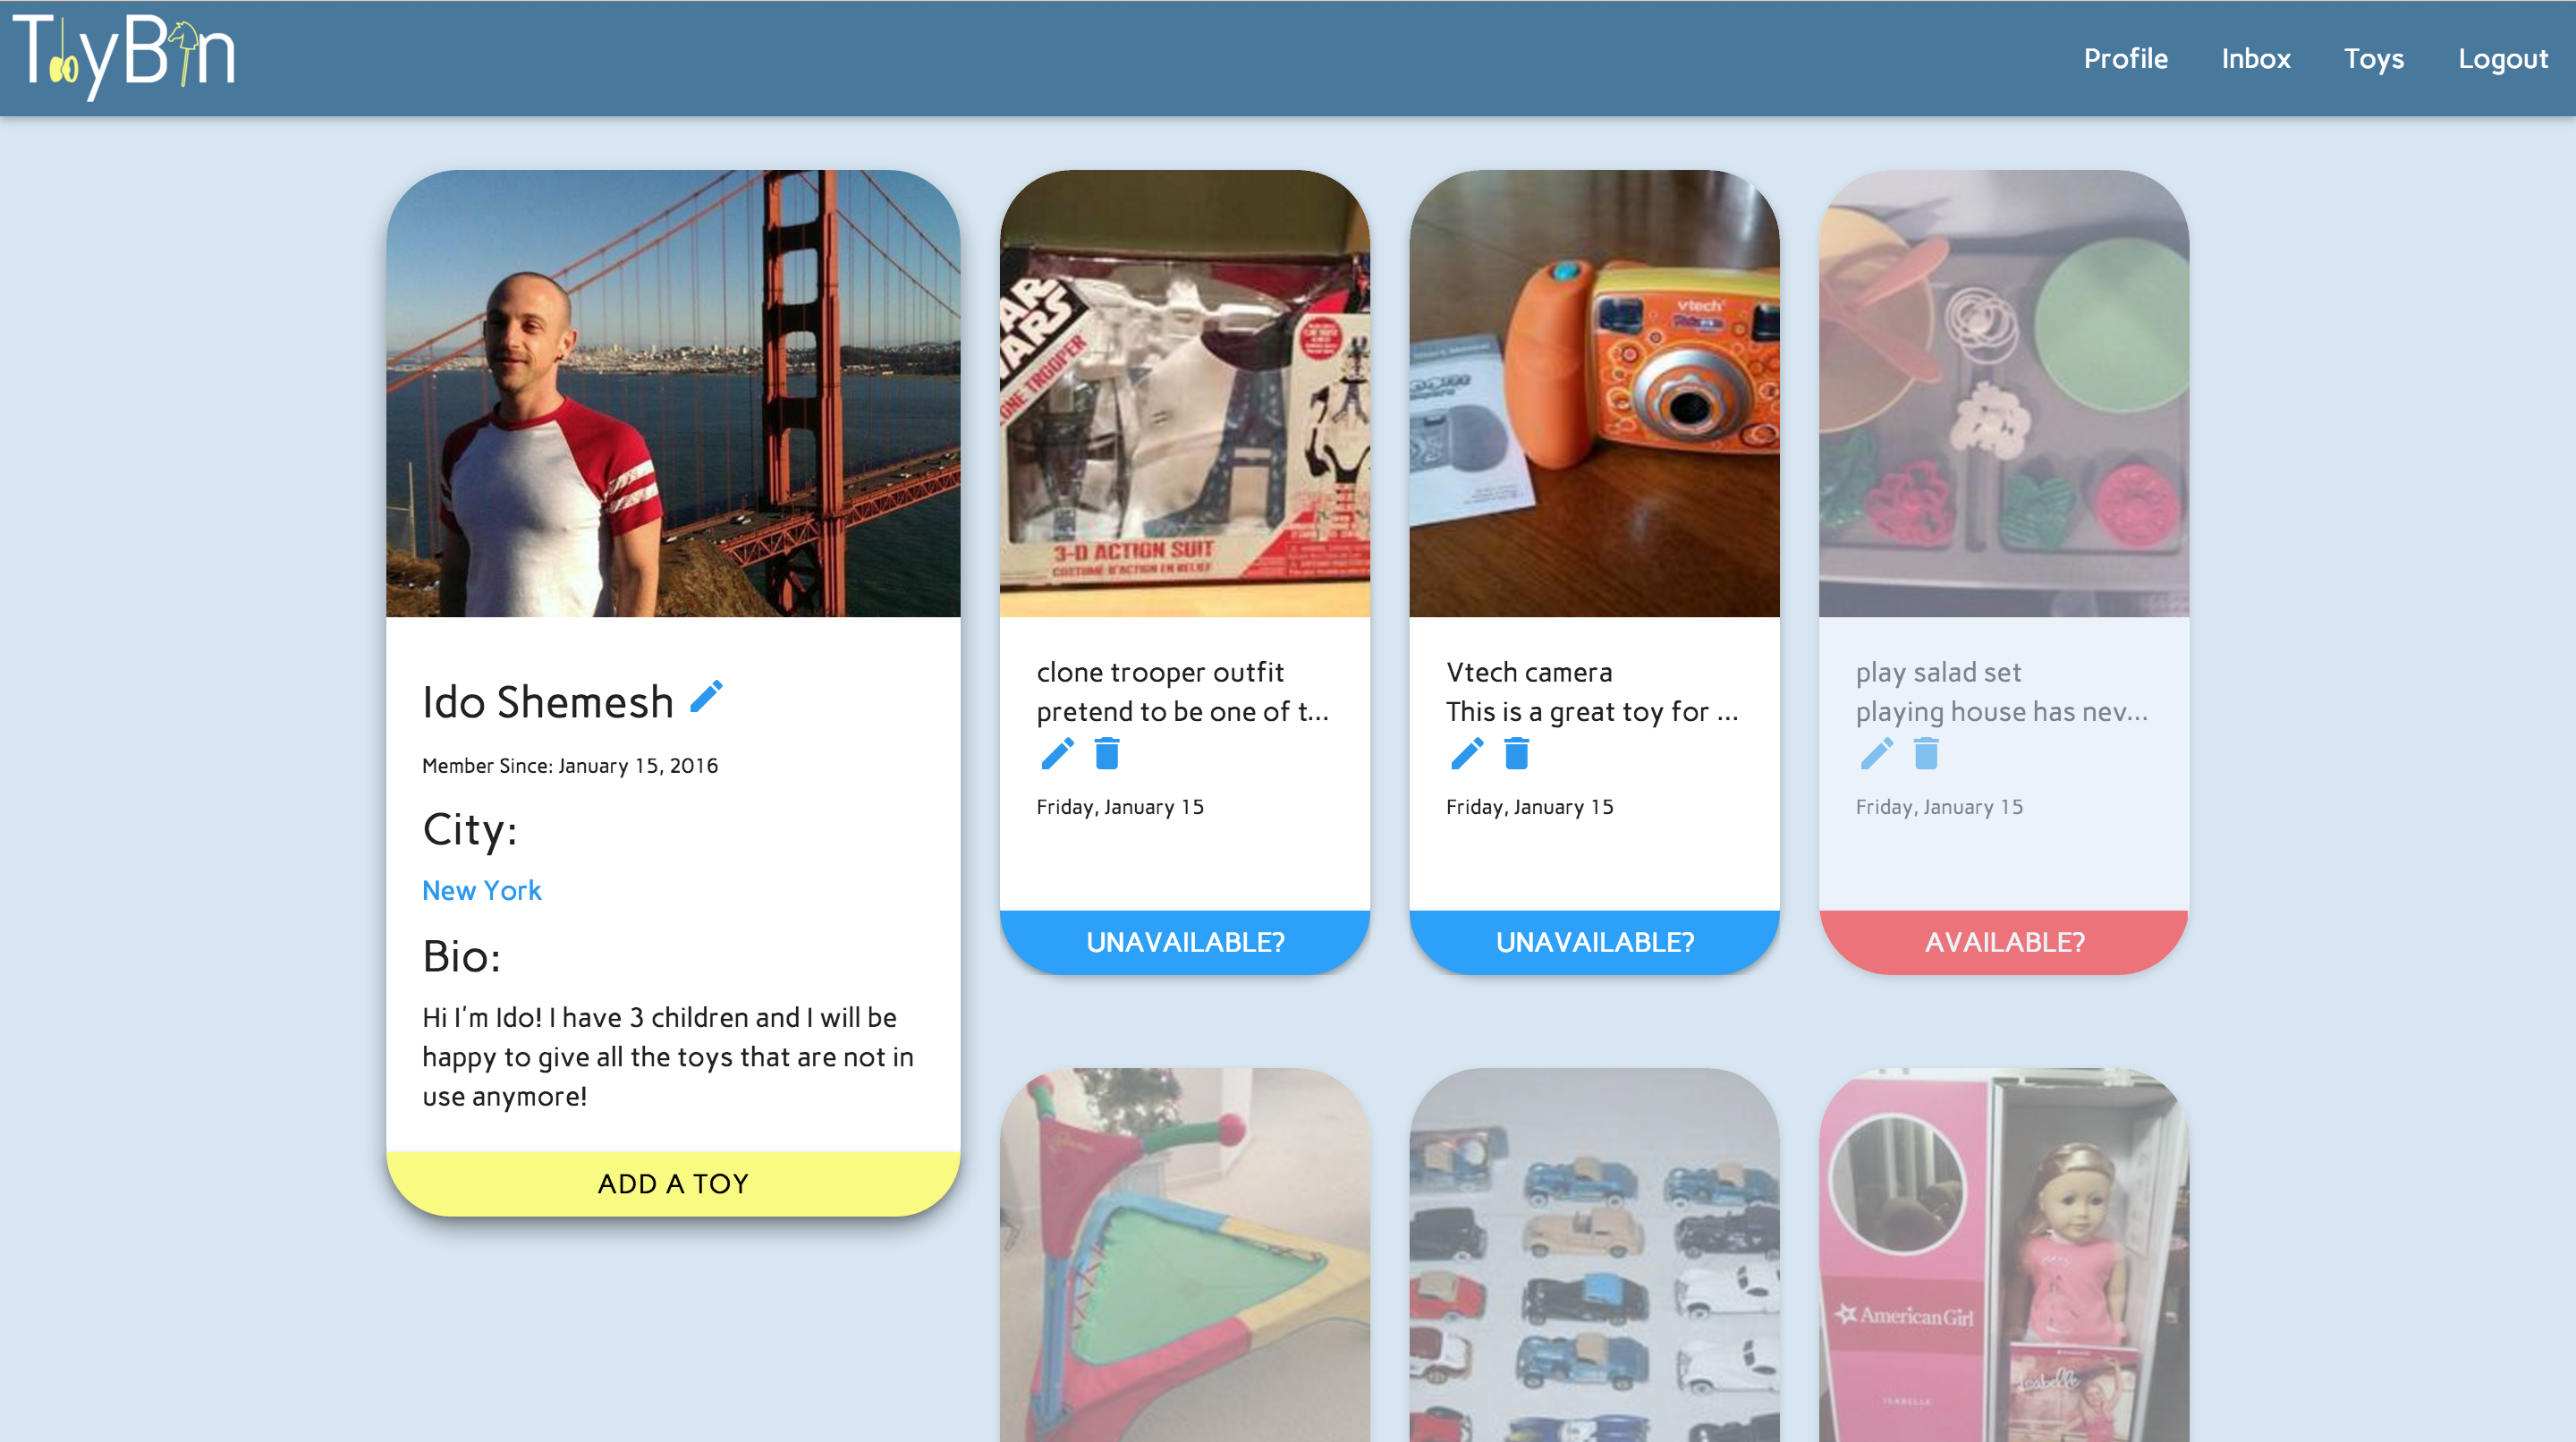 ToyBin
Profile Inbox Toys Logout
STAR
WARS
CLONE TROOPER
3-D ACTION SUIT
COSTUME D'ACTION EN RELIEF
vtech
Ido Shemesh
Member Since: January 15, 2016
City:
New York
Bio:
Hi I'm Ido! I have 3 children and I will be
happy to give all the toys that are not in
use anymore!
ADD A TOY
clone trooper outfit
pretend to be one of t...
Friday, January 15
UNAVAILABLE?
Vtech camera
This is a great toy for ...
Friday, January 15
UNAVAILABLE?
play salad set
playing house has nev...
Friday, January 15
AVAILABLE?
American Girl
ISABELLE
Isabelle